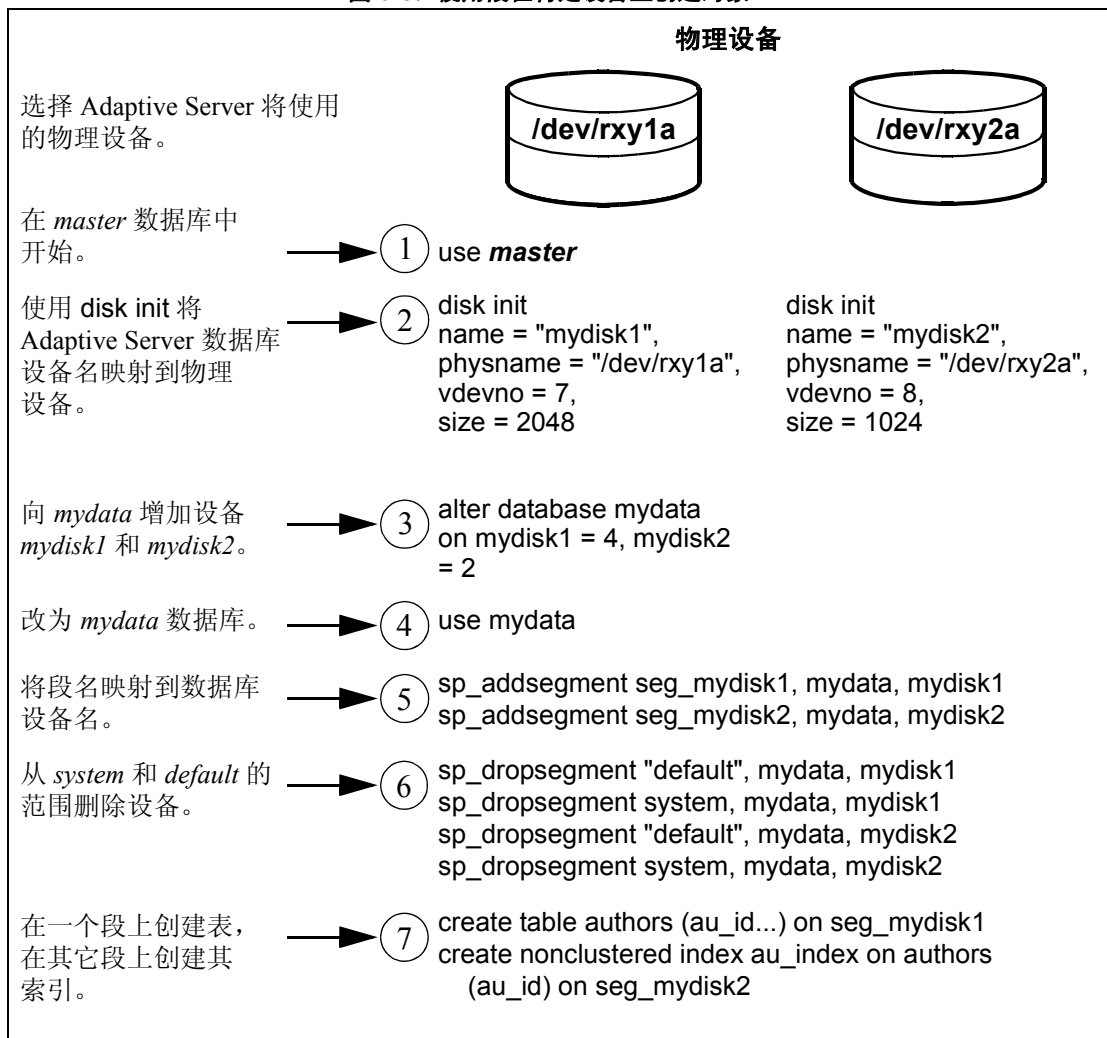 物理设备
选择 Adaptive Server 将使用
的物理设备。
/dev/rxy1a
/dev/rxy2a
在 master 数据库中
开始。
1
use master
使用 disk init 将
Adaptive Server 数据库
设备名映射到物理
设备。
2
disk init
name = "mydisk1",
physname = "/dev/rxy1a",
vdevno = 7,
size = 2048
disk init
name = "mydisk2",
physname = "/dev/rxy2a",
vdevno = 8,
size = 1024
向 mydata 增加设备
mydisk1 和 mydisk2。
3
alter database mydata
on mydisk1 = 4, mydisk2
= 2
改为 mydata 数据库。
4
use mydata
将段名映射到数据库
设备名。
5
sp_addsegment seg_mydisk1, mydata, mydisk1
sp_addsegment seg_mydisk2, mydata, mydisk2
从 system 和 default 的
范围删除设备。
6
sp_dropsegment "default", mydata, mydisk1
sp_dropsegment system, mydata, mydisk1
sp_dropsegment "default", mydata, mydisk2
sp_dropsegment system, mydata, mydisk2
在一个段上创建表，
在其它段上创建其
索引。
7
create table authors (au_id...) on seg_mydisk1
create nonclustered index au_index on authors
(au_id) on seg_mydisk2